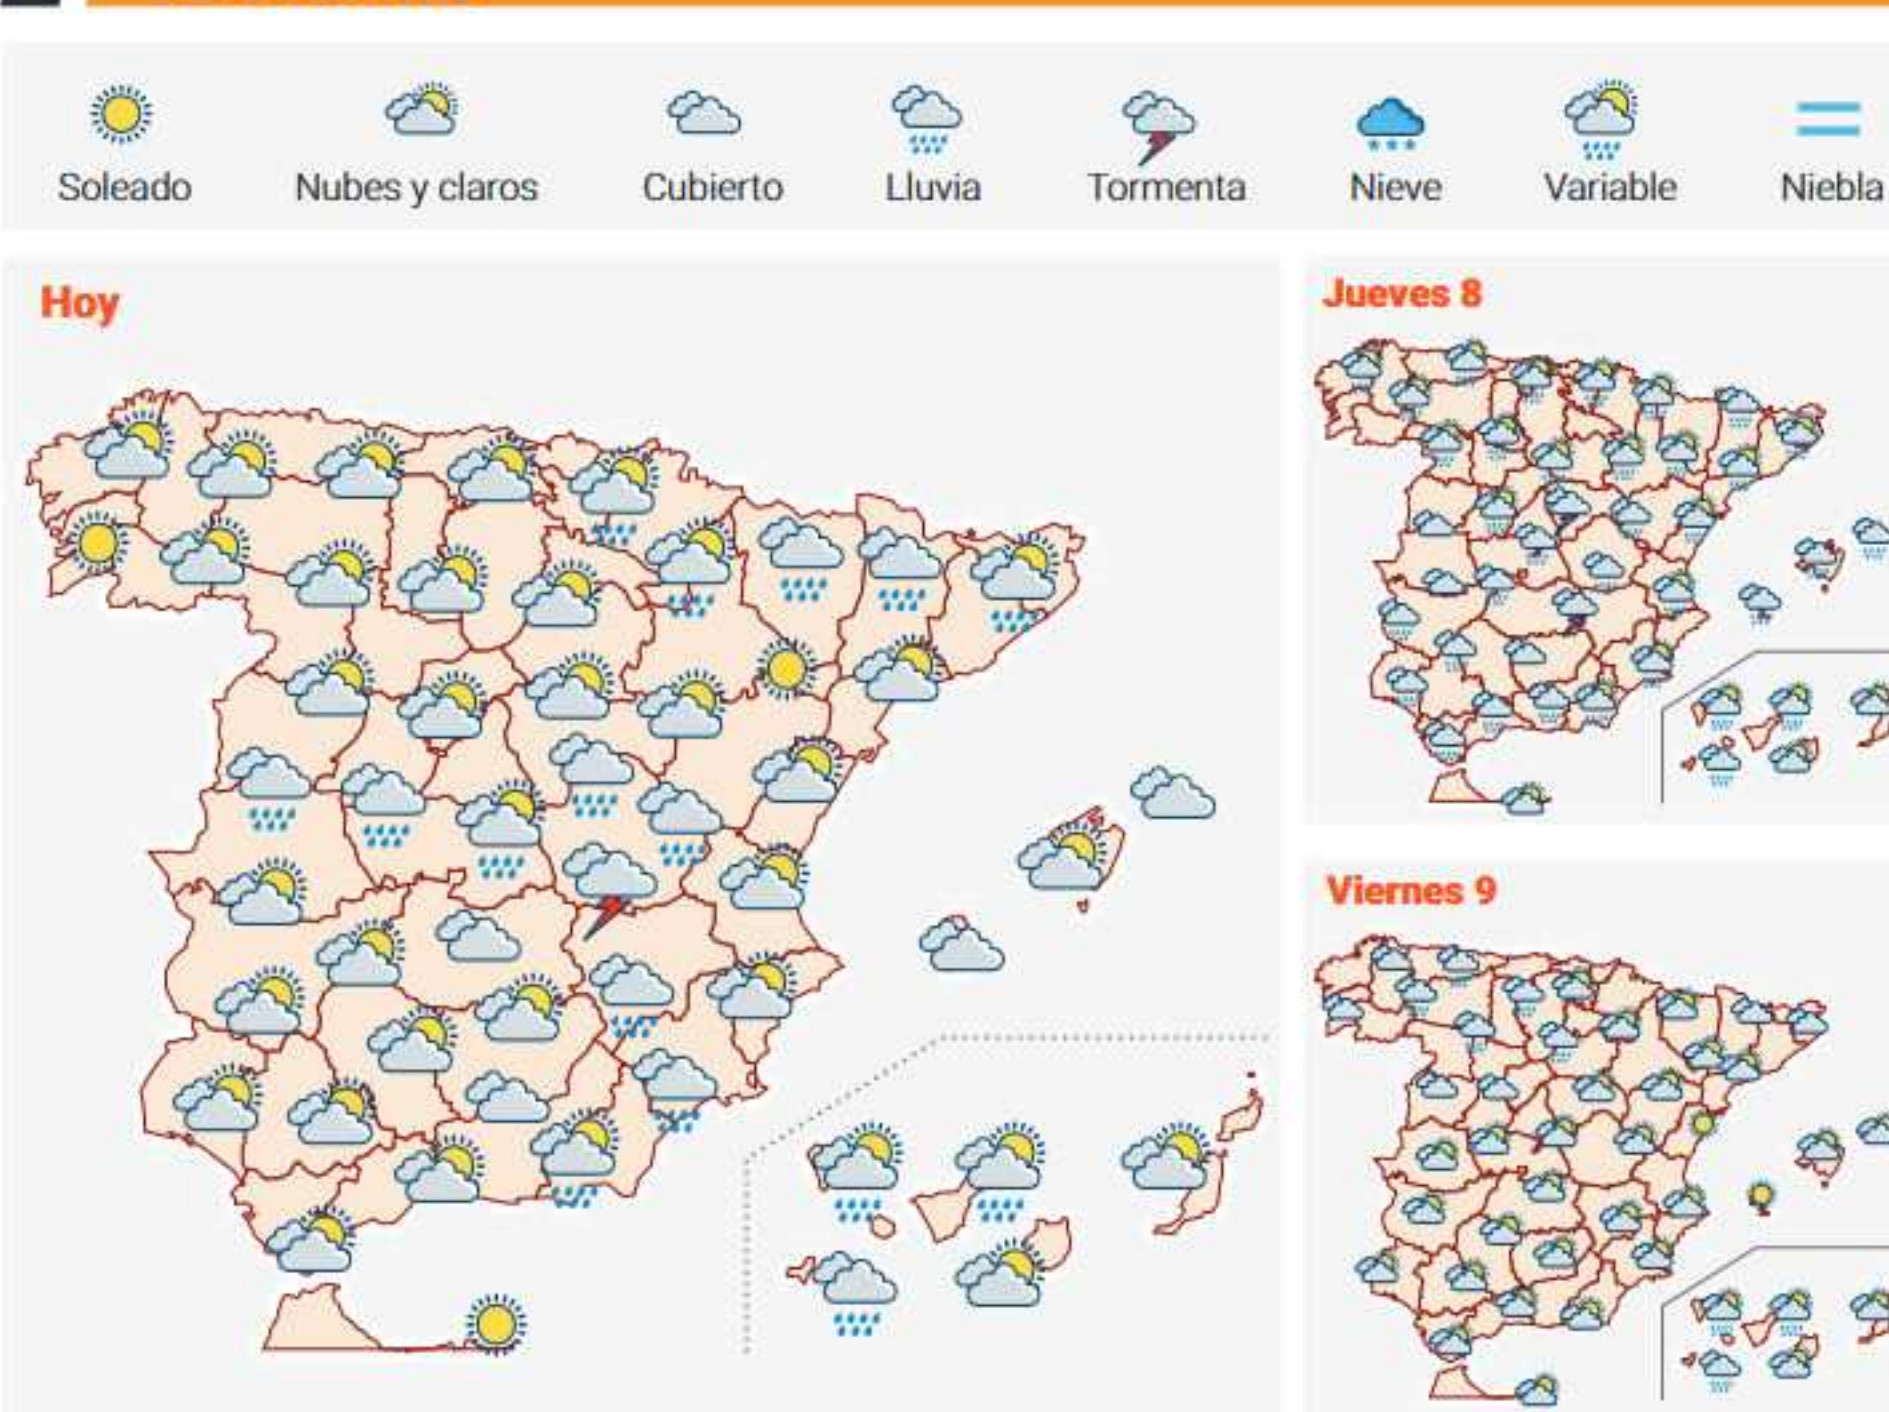 Soleado
Nubes y claros
Cubierto
Lluvia
Tormenta
Nieve
Variable
Niebla
Hoy
Jueves 8
Viernes 9